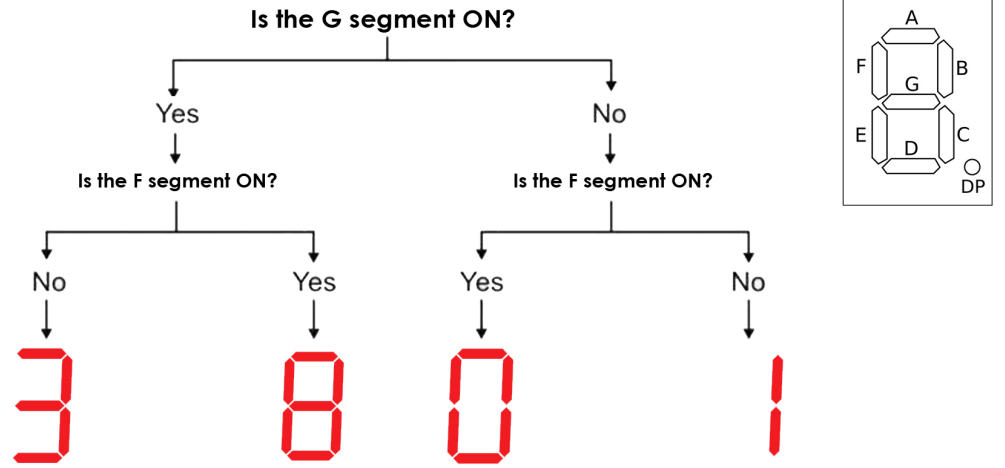 Is the G segment ON?
Yes
No
Is the F segment ON?
Is the F segment ON?
No
Yes
Yes
No
3
8
0
1
A
F
B
G
E
C
D
DP